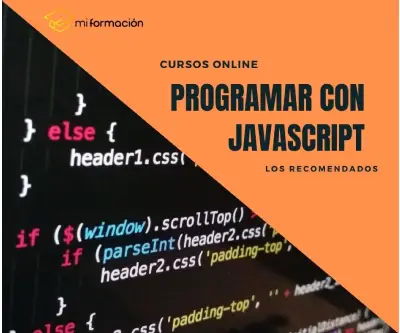 mi formación
CURSOS ONLINE
PROGRAMAR CON
JAVASCRIPT
LOS RECOMENDADOS
}
} else {
header1.css('
}
if ($(window).scrollTop()
if (parseInt(header2.css(
header2.css('padding-top',
}
.css('padding-top', '' +
else {